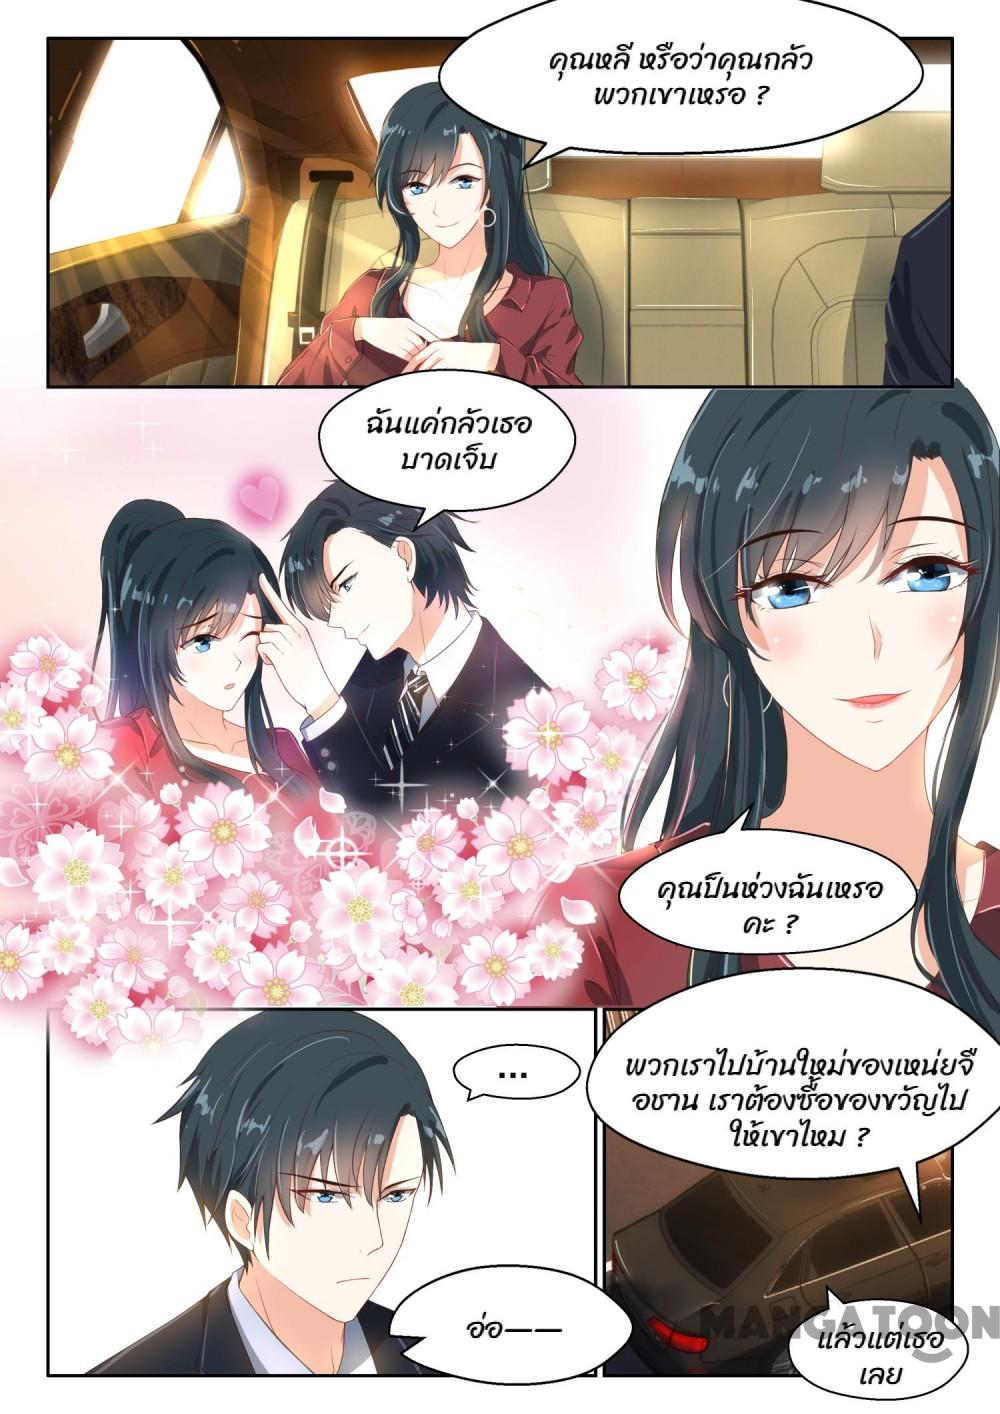 คุณหลี หรือว่าคุณกลัว
พวกเขาเหรอ ?
ฉันแค่กลัวเธอ
บาดเจ็บ
คุณป็นห่วงฉันเหรอ
คะ ?
...
พวกเราไปบ้านใหม่ของเหน่ยจื
อชาน เราต้องซื้อของขวัญไป
ให้เขาไหม ?
อ่อ——
แล้วแต่เธอ
เลย
MANGATOON